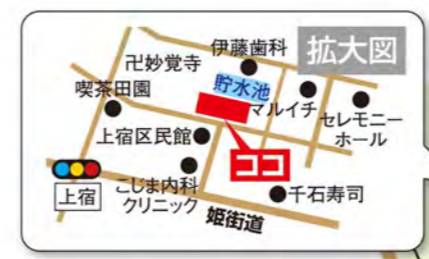 拡大図
伊藤歯科
卍妙覚寺
貯水池
喫茶田園
マルイチ
セレモニー
ホール
上宿区民館
ココ
上宿
こじま内科
クリニック
千石寿司
姫街道